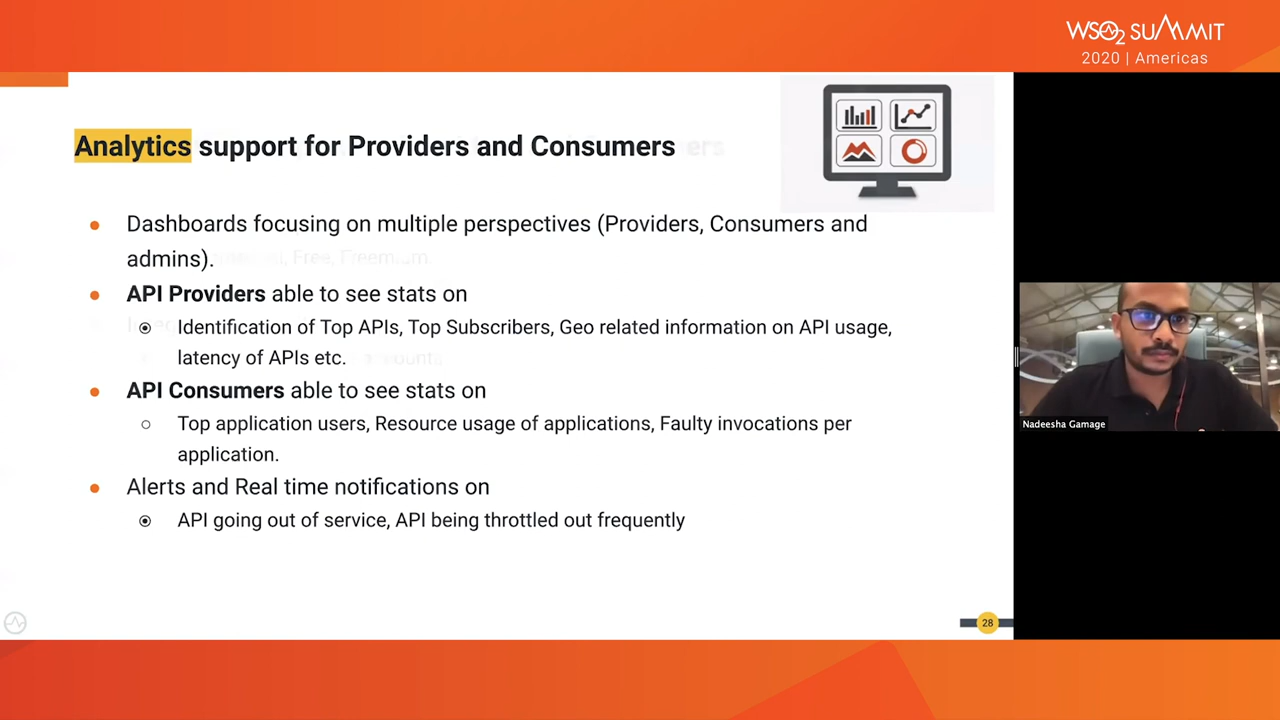 WSO2 SUMMIT
2020 | Americas
Analytics support for Providers and Consumers
Dashboards focusing on multiple perspectives (Providers, Consumers and
admins).
API Providers able to see stats on
Identification of Top APIs, Top Subscribers, Geo related information on API usage,
latency of APIs etc.
API Consumers able to see stats on
Top application users, Resource usage of applications, Faulty invocations per
application.
Alerts and Real time notifications on
API going out of service, API being throttled out frequently
Nadeesha Gamage
28